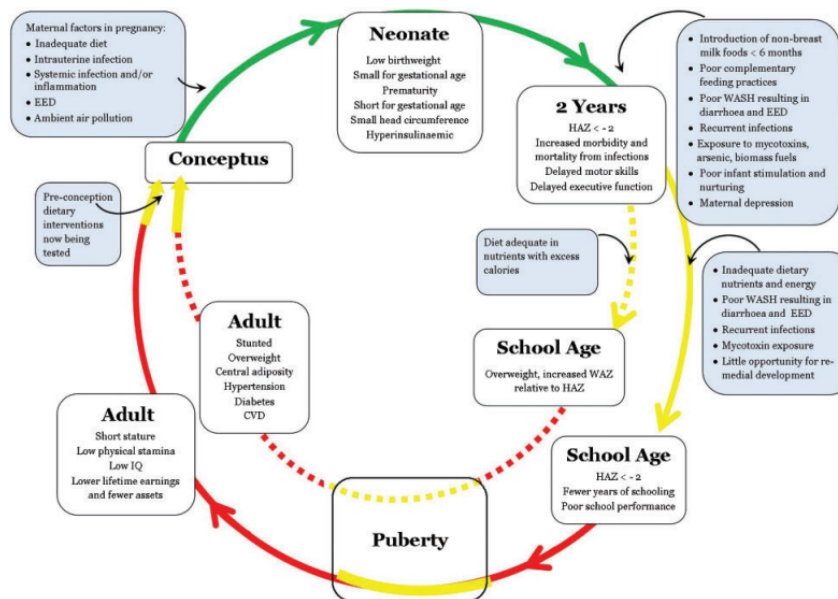 Maternal factors in pregnancy:
• Inadequate diet
• Intrauterine infection
• Systemic infection and/or
inflammation
• EED
• Ambient air pollution
Neonate
Low birthweight
Small for gestational age
Prematurity
Short for gestational age
Small head circumference
Hyperinsulinaemic
• Introduction of non-breast
milk foods < 6 months
• Poor complementary
feeding practices
• Poor WASH resulting in
diarrhoea and EED
• Recurrent infections
• Exposure to mycotoxins,
arsenic, biomass fuels
• Poor infant stimulation and
nurturing
• Maternal depression
2 Years
HAZ < - 2
Increased morbidity and
mortality from infections
Delayed motor skills
Delayed executive function
Conceptus
Pre-conception
dietary
interventions
now being
tested
Diet adequate in
nutrients with excess
calories
• Inadequate dietary
nutrients and energy
• Poor WASH resulting in
diarrhoea and EED
• Recurrent infections
• Mycotoxin exposure
• Little opportunity for re-
medial development
Adult
Stunted
Overweight
Central adiposity
Hypertension
Diabetes
CVD
School Age
Overweight, increased WAZ
relative to HAZ
Adult
Short stature
Low physical stamina
Low IQ
Lower lifetime earnings
and fewer assets
School Age
HAZ < - 2
Fewer years of schooling
Poor school performance
Puberty